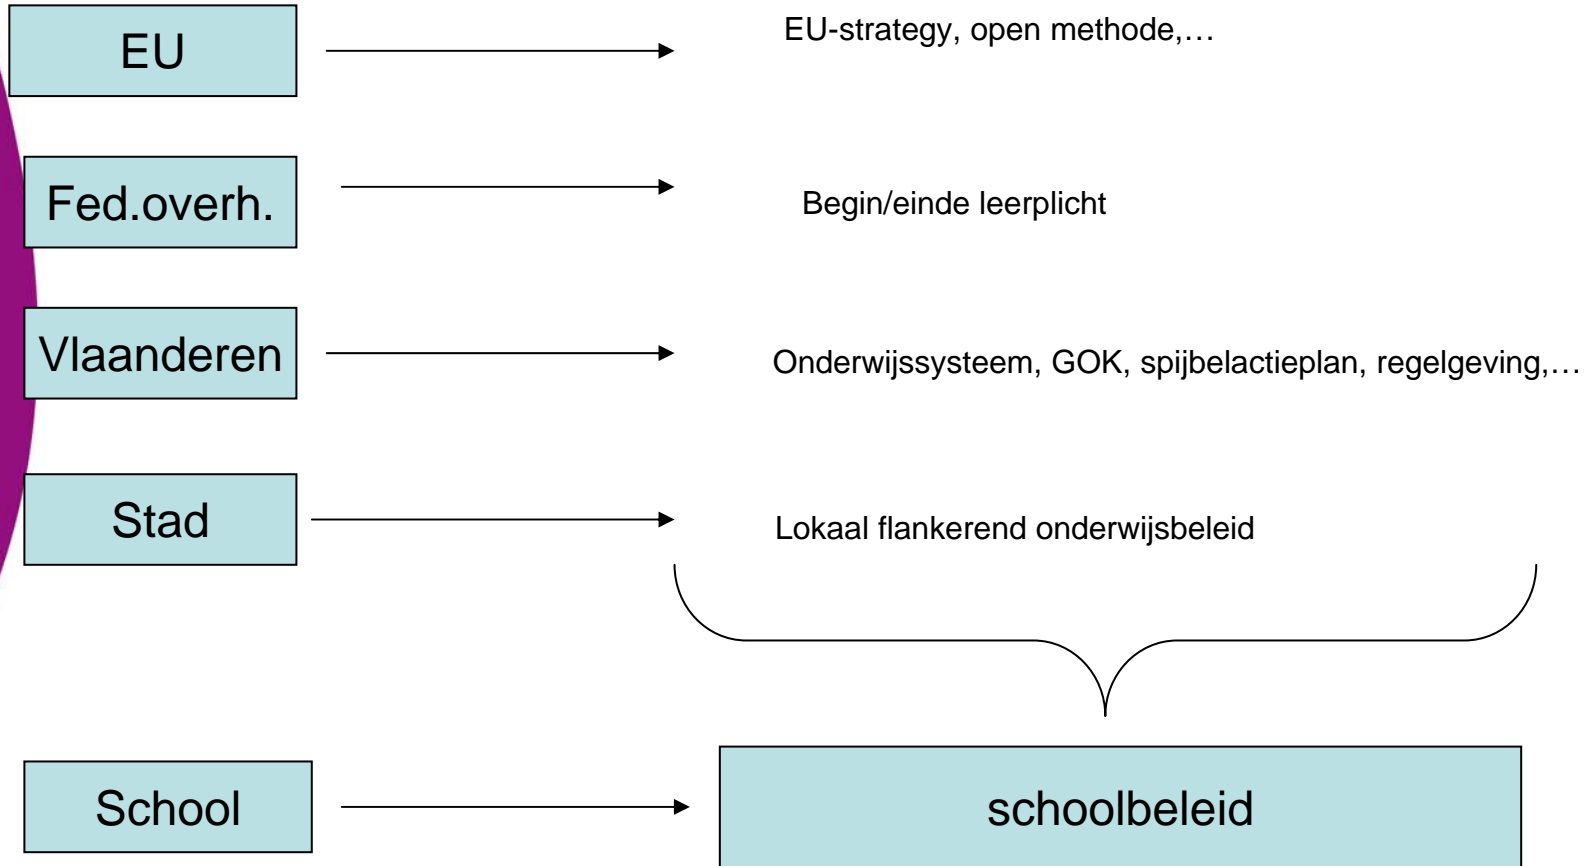 EU
EU-strategy, open methode,…
Fed.overh.
Begin/einde leerplicht
Vlaanderen
Onderwijssysteem, GOK, spijbelactieplan, regelgeving,…
Stad
Lokaal flankerend onderwijsbeleid
School
schoolbeleid